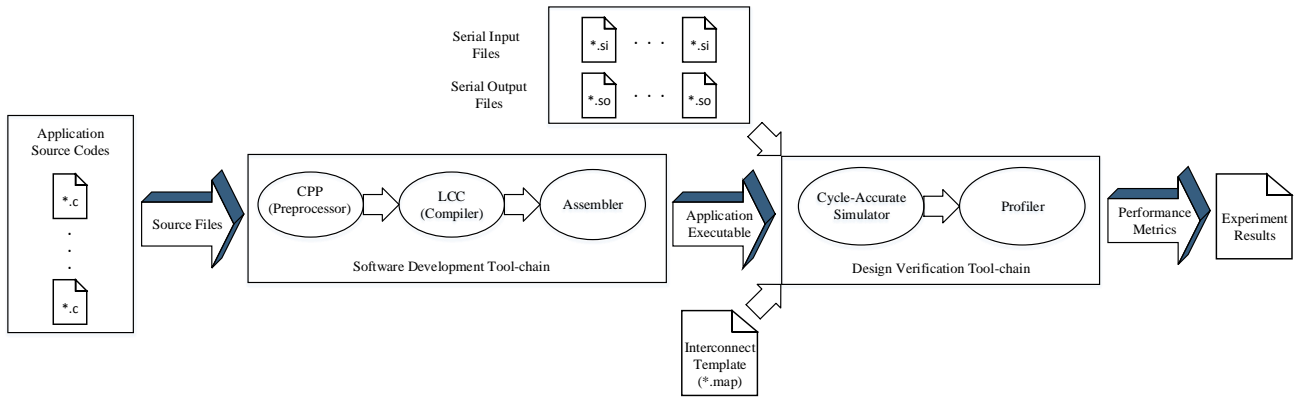 Serial Input
Files
*.si
. . .
*.si
Serial Output
Files
*.so
. . .
*.so
Application
Source Codes
*.c
.
.
.
*.c
Source Files
CPP
(Preprocessor)
LCC
(Compiler)
Assembler
Software Development Tool-chain
Application
Executable
Cycle-Accurate
Simulator
Profiler
Design Verification Tool-chain
Interconnect
Template
(*.map)
Performance
Metrics
Experiment
Results